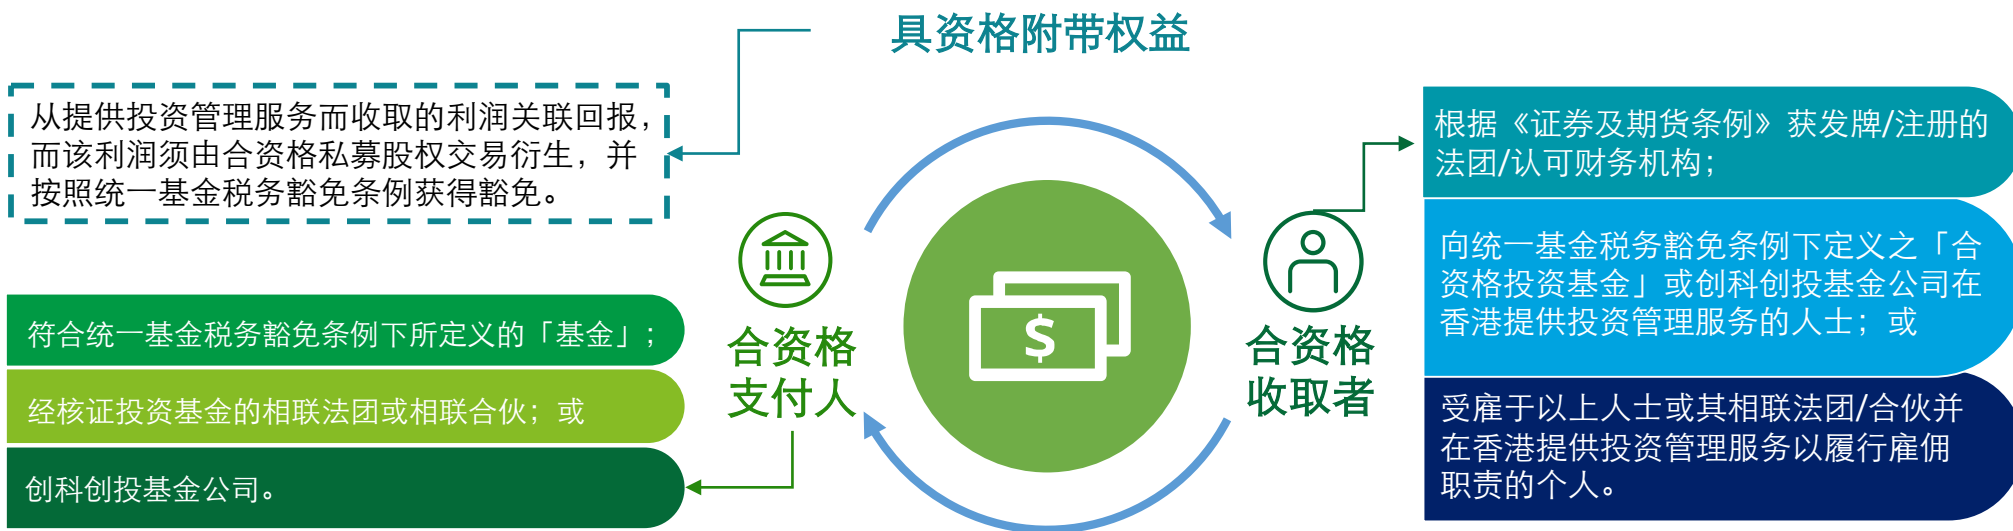 具资格附带权益
从提供投资管理服务而收取的利润关联回报，
而该利润须由合资格私募股权交易衍生，并
按照统一基金税务豁免条例获得豁免。
符合统一基金税务豁免条例下所定义的「基金」；
经核证投资基金的相联法团或相联合伙；或
创科创投基金公司。
合资格
支付人
$
合资格
收取者
根据《证券及期货条例》获发牌/注册的
法团/认可财务机构；
向统一基金税务豁免条例下定义之「合
资格投资基金」或创科创投基金公司在
香港提供投资管理服务的人士；或
受雇于以上人士或其相联法团/合伙并
在香港提供投资管理服务以履行雇佣
职责的个人。